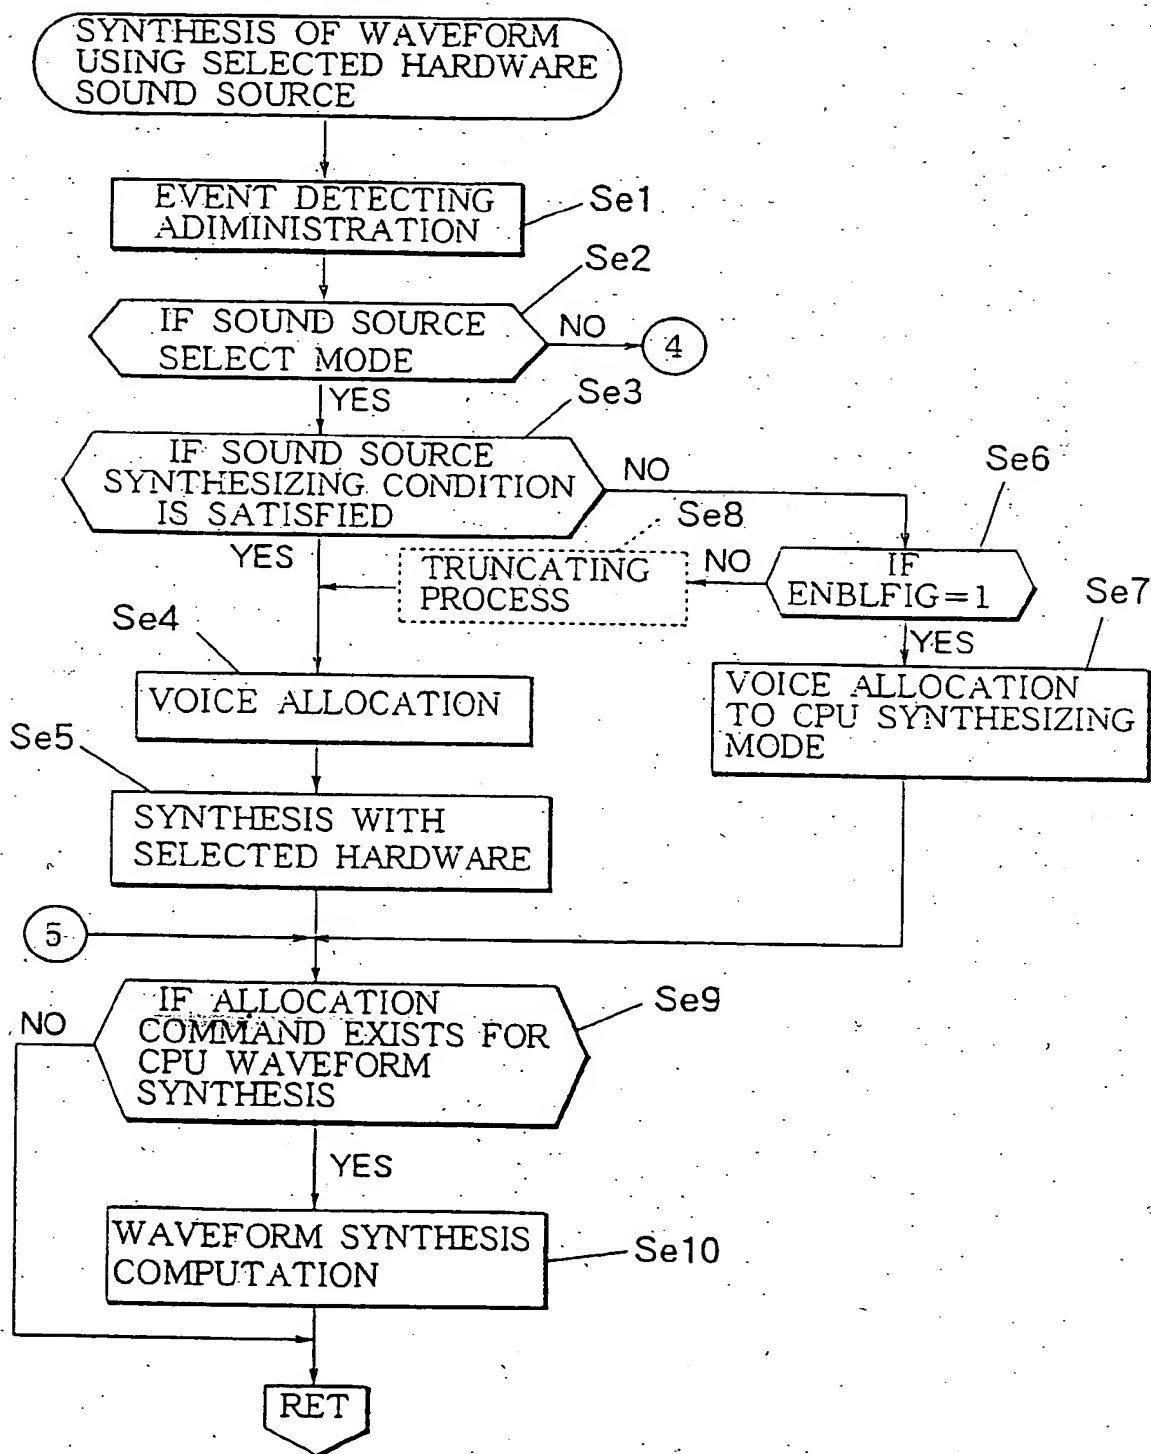 SYNTHESIS OF WAVEFORM
USING SELECTED HARDWARE
SOUND SOURCE
EVENT DETECTING
ADIMINISTRATION
Se1
Se2
IF SOUND SOURCE
SELECT MODE
NO
4
YES
Se3
IF SOUND SOURCE
SYNTHESIZING CONDITION
IS SATISFIED
NO
Se6
YES
Se8
TRUNCATING
PROCESS
NO
IF
ENBLFIG=1
Se7
YES
Se4
VOICE ALLOCATION
VOICE ALLOCATION
TO CPU SYNTHESIZING
MODE
Se5
SYNTHESIS WITH
SELECTED HARDWARE
5
IF ALLOCATION
COMMAND EXISTS FOR
CPU WAVEFORM
SYNTHESIS
Se9
NO
YES
WAVEFORM SYNTHESIS
COMPUTATION
Se10
RET